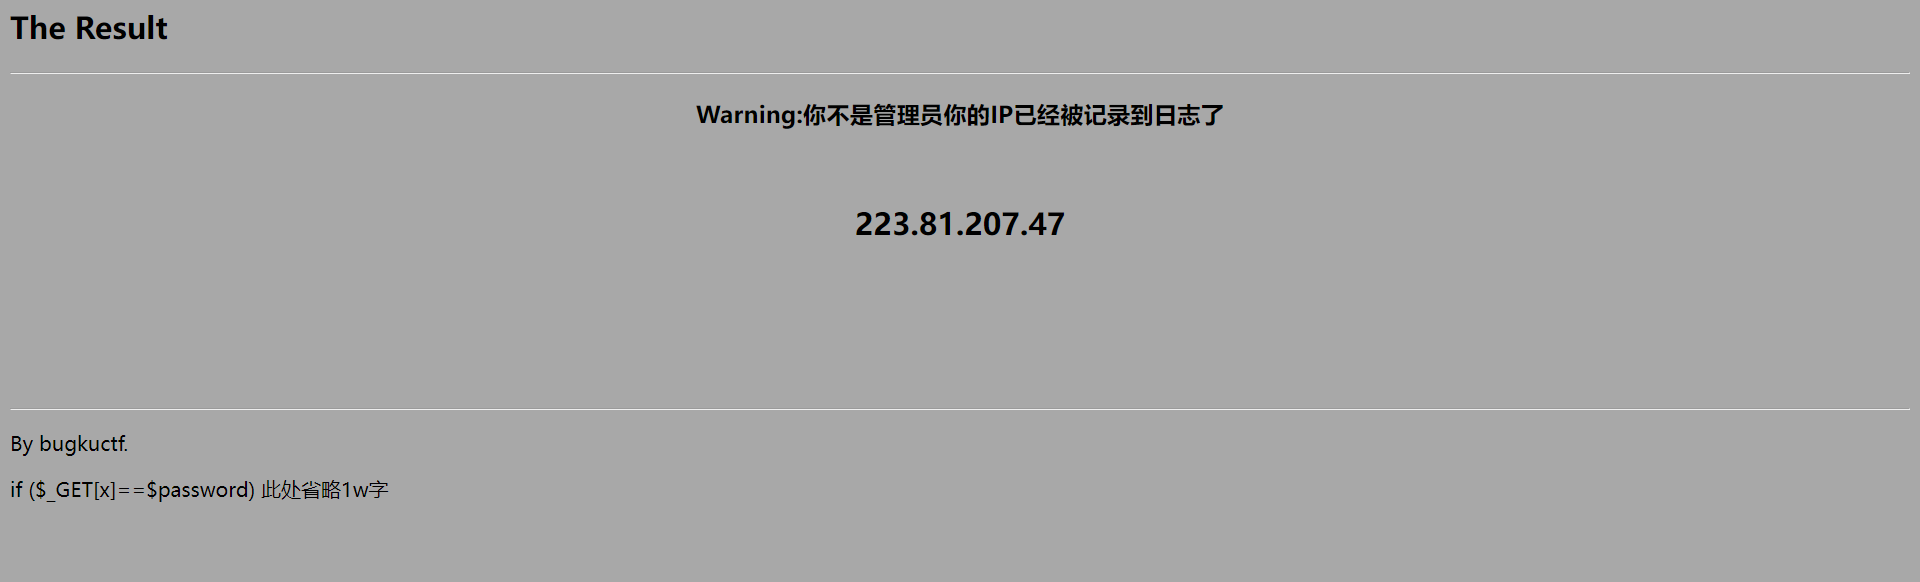 The Result
Warning:你不是管理员你的IP已经被记录到日志了
223.81.207.47
By bugkuctf.
if ($_GET[x]==$password) 此处省略1w字